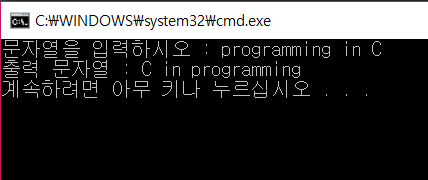 C:₩WINDOWS₩system32₩cmd.exe
문자열을 입력하시오 : programming in C
출력 문자열 : C in programming
계속하려면 아무 키나 누르십시오 . . .